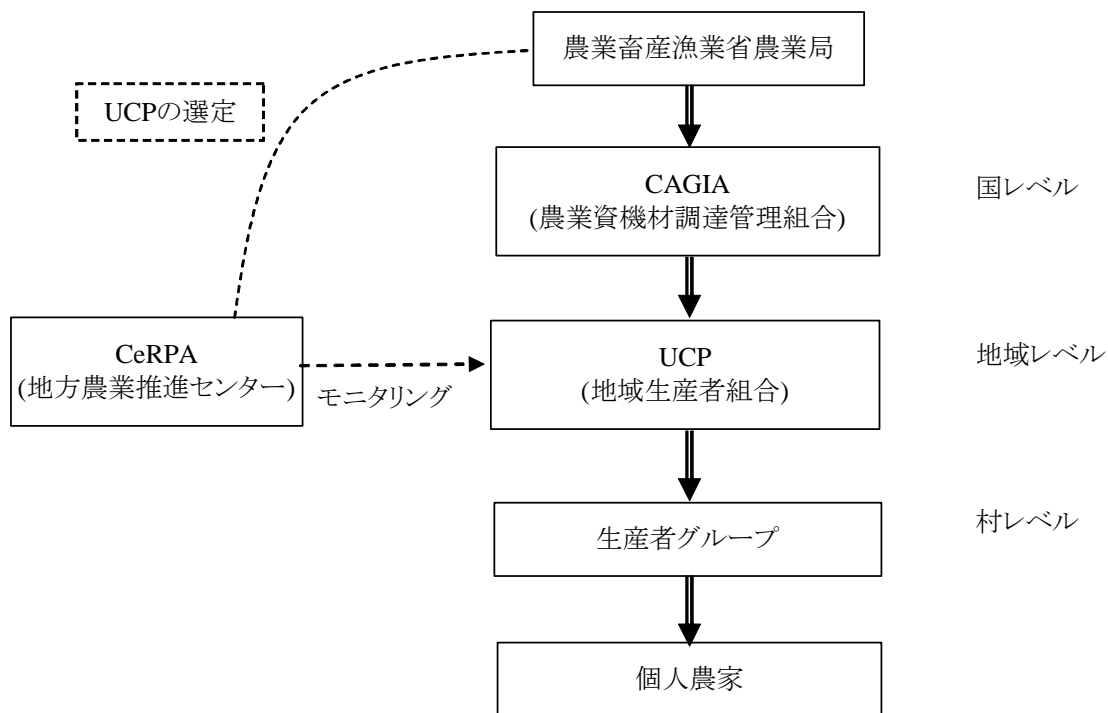 農業畜産漁業省農業局
UCPの選定
CAGIA
(農業資機材調達管理組合)
国レベル
CeRPA
(地方農業推進センター)
モニタリング
UCP
(地域生産者組合)
地域レベル
生産者グループ
村レベル
個人農家